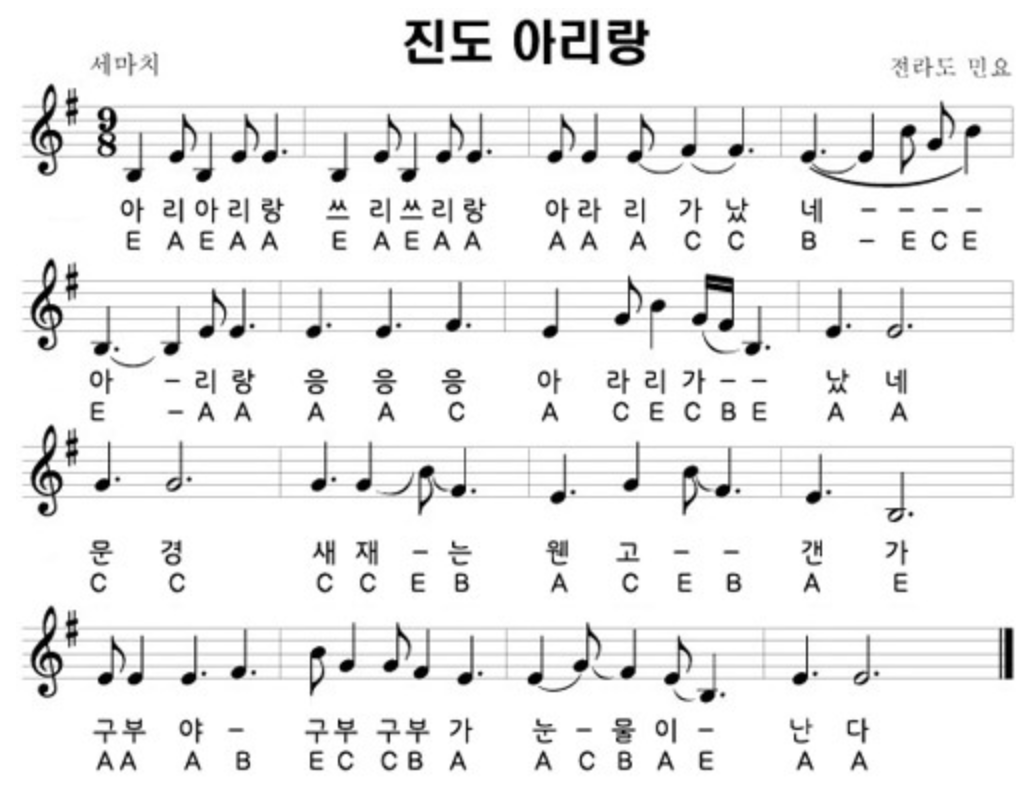 진도 아리랑
세마치 전라도 민요
9
8
아 리 아 리 랑 쓰 리 쓰 리 랑 아 라 리 가 났 네 - - - -
E A E A A E A E A A A A A C C B - E C E
아 - 리 랑 응 응 응 아 라 리 가 - - 났 네
E - A A A A C A C E C B E A A
문 경 새 재 - 는 웬 고 - - 갠 가
C C C C E B A C E B A E
구 부 야 - 구 부 구 부 가 눈 - 물 이 - 난 다
A A A B E C C B A A C B A E A A